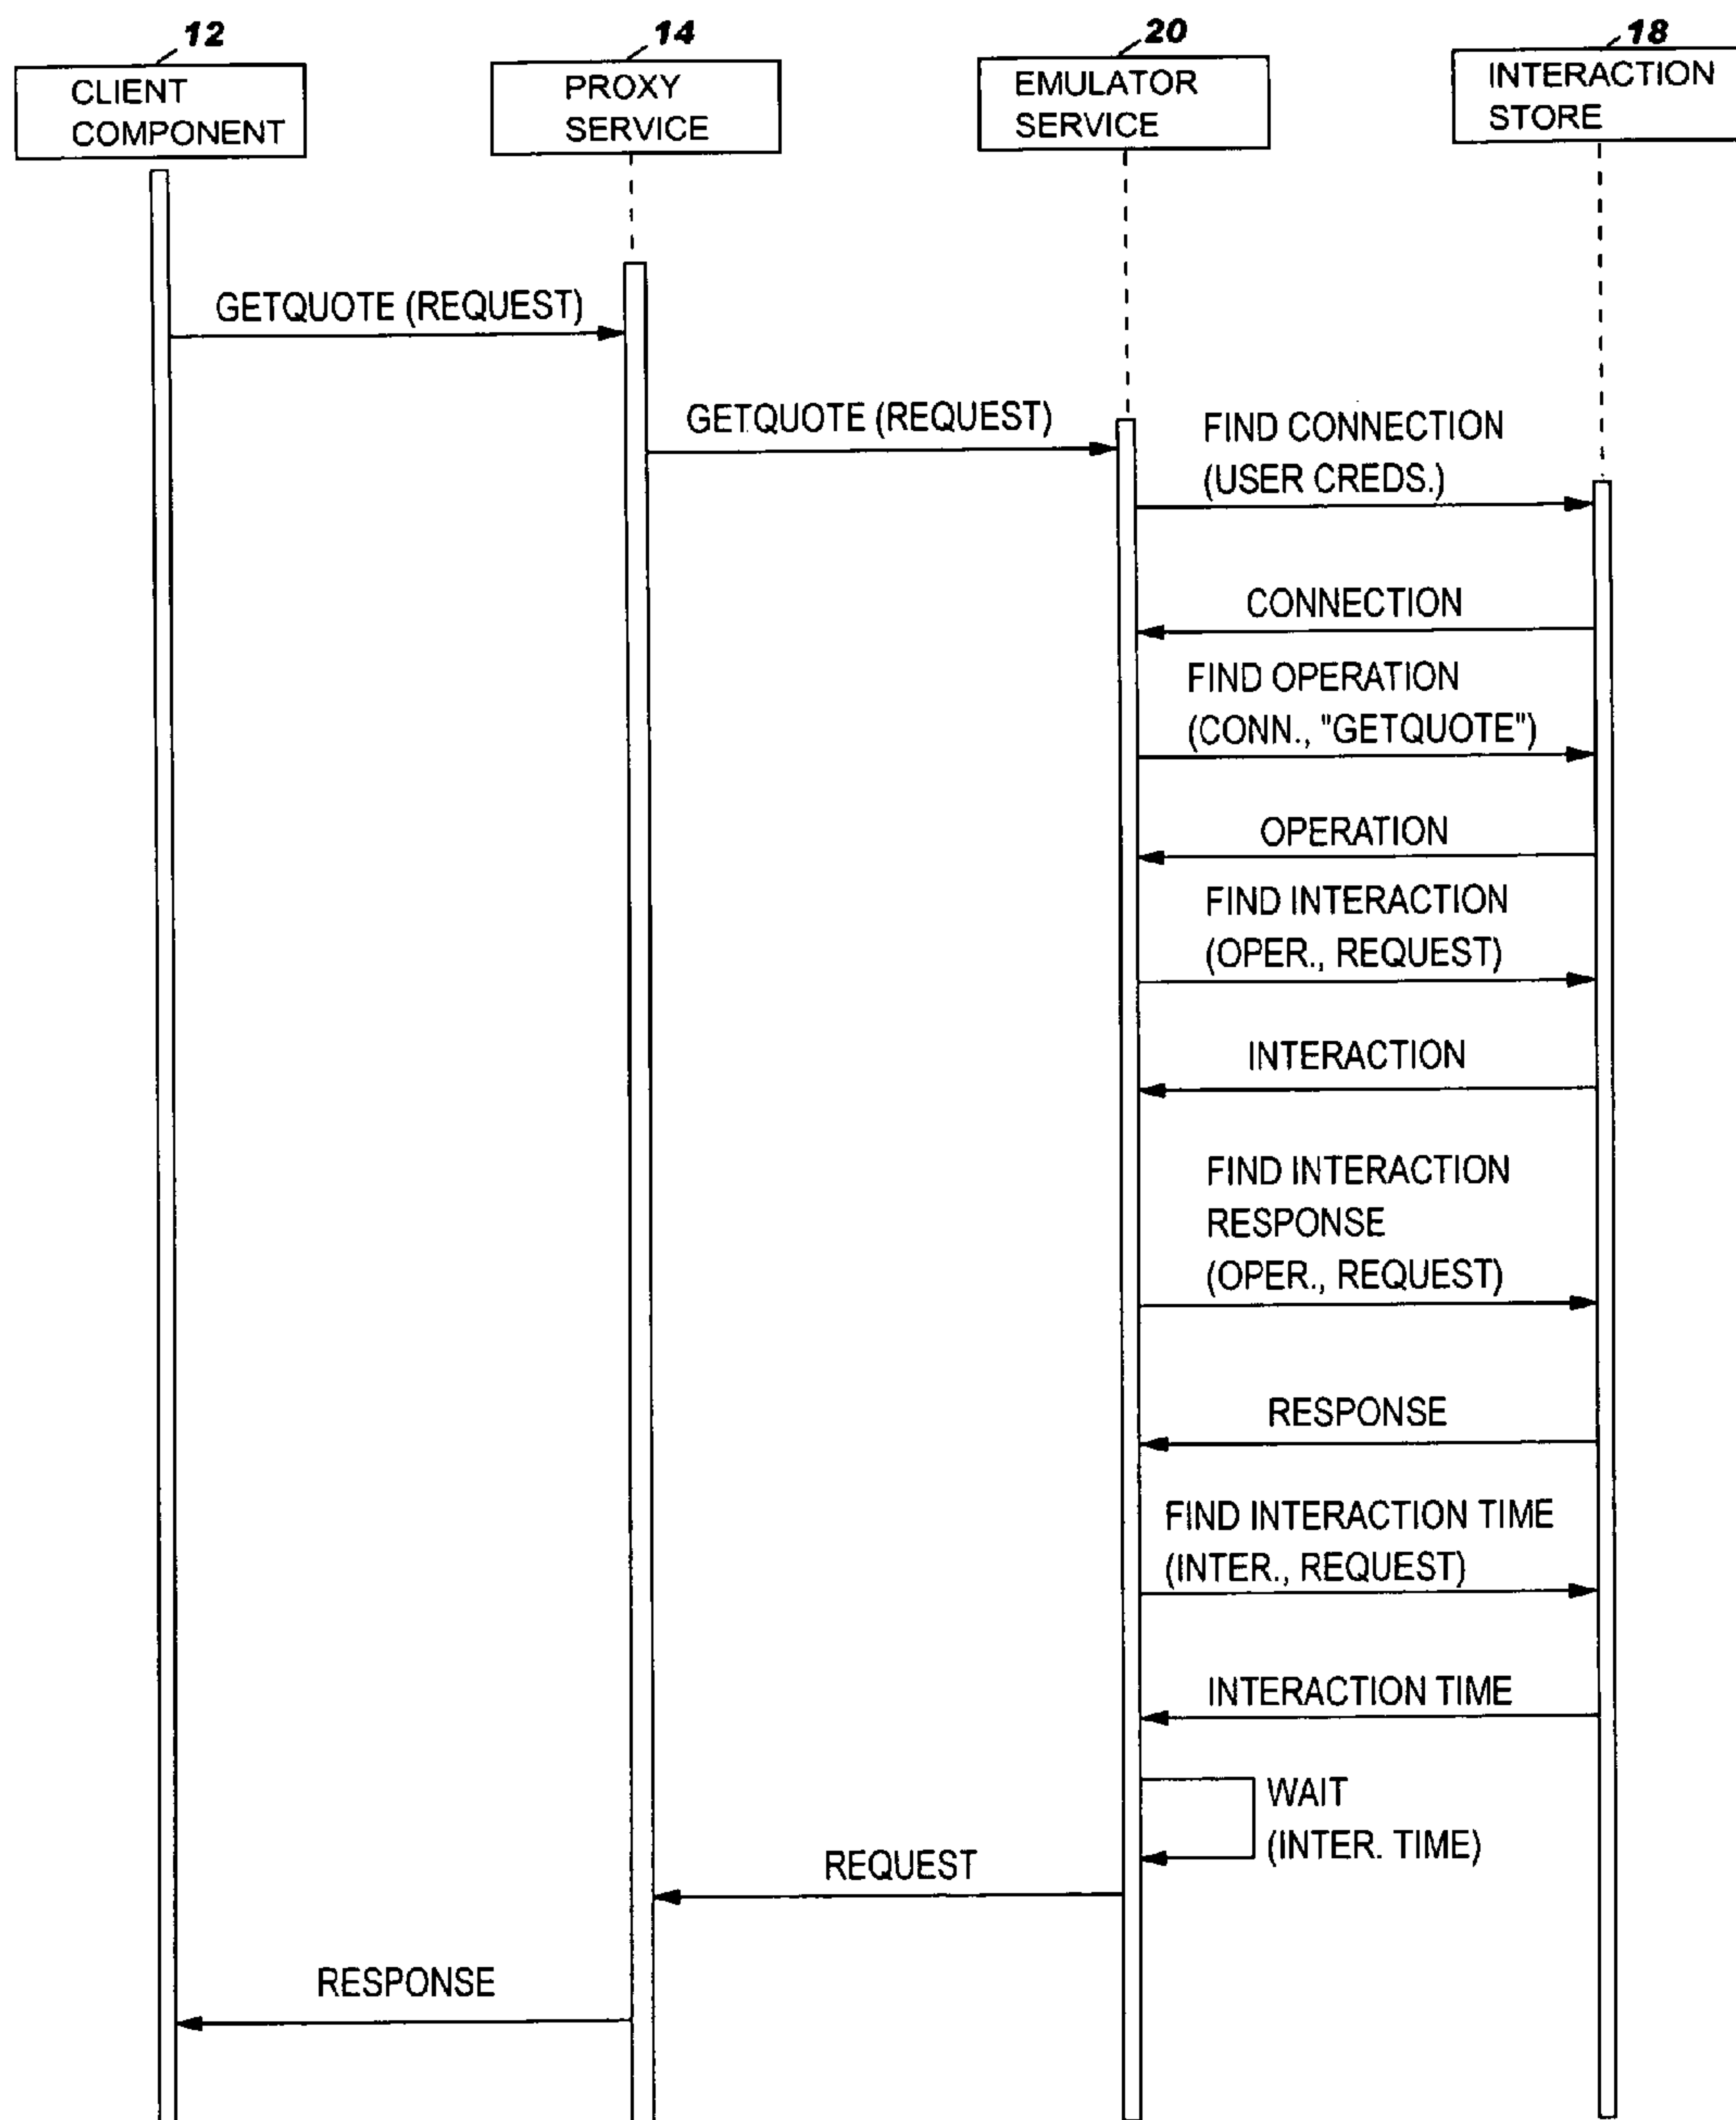 12
14
20
18
CLIENT
COMPONENT
PROXY
SERVICE
EMULATOR
SERVICE
INTERACTION
STORE
GETQUOTE (REQUEST)
GETQUOTE (REQUEST)
FIND CONNECTION
(USER CREDS.)
CONNECTION
FIND OPERATION
(CONN., "GETQUOTE")
OPERATION
FIND INTERACTION
(OPER., REQUEST)
INTERACTION
FIND INTERACTION
RESPONSE
(OPER., REQUEST)
RESPONSE
FIND INTERACTION TIME
(INTER., REQUEST)
INTERACTION TIME
WAIT
(INTER. TIME)
REQUEST
RESPONSE